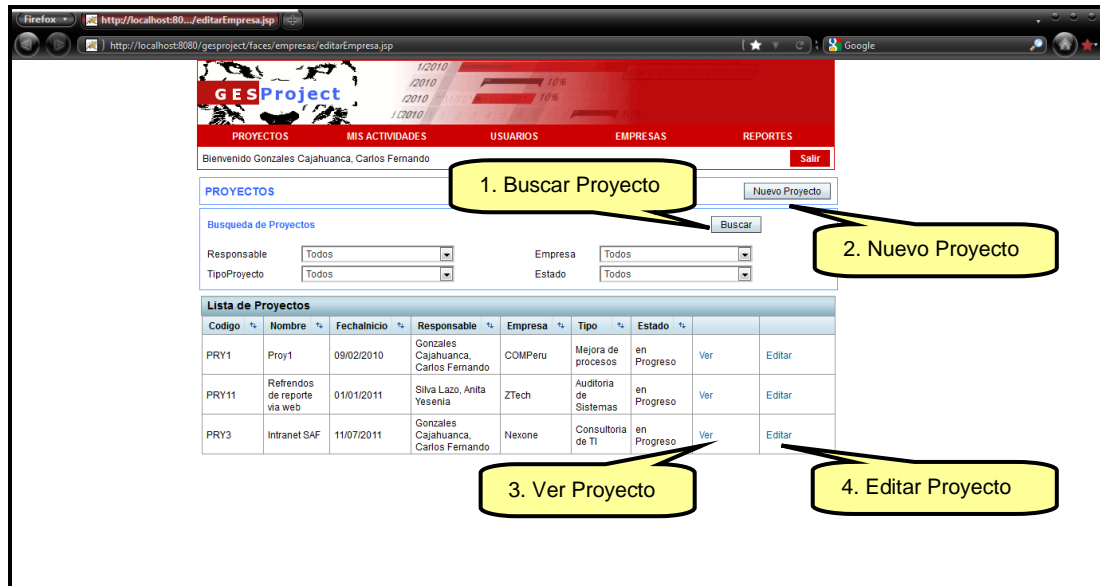 Firefox
http://localhost:80.../editarEmpresa.jsp
http://localhost:8080/gesproject/faces/empresas/editarEmpresa.jsp
Google
GESProject
1/2010
/2010 10%
/2010 10%
PROYECTOS MIS ACTIVIDADES USUARIOS EMPRESAS REPORTES
Bienvenido Gonzales Cajahuanca, Carlos Fernando Salir
1. Buscar Proyecto
PROYECTOS Nuevo Proyecto
Busqueda de Proyectos Buscar
2. Nuevo Proyecto
Responsable Todos Empresa Todos
TipoProyecto Todos Estado Todos
Lista de Proyectos
Codigo Nombre FechaInicio Responsable Empresa Tipo Estado
PRY1 Proy1 09/02/2010 Gonzales Cajahuanca, Carlos Fernando COMPeru Mejora de procesos en Progreso Ver Editar
PRY11 Refrendos de reporte via web 01/01/2011 Silva Lazo, Anita Yesenia ZTech Auditoria de Sistemas en Progreso Ver Editar
PRY3 Intranet SAF 11/07/2011 Gonzales Cajahuanca, Carlos Fernando Nexone Consultoria de TI en Progreso Ver Editar
3. Ver Proyecto
4. Editar Proyecto